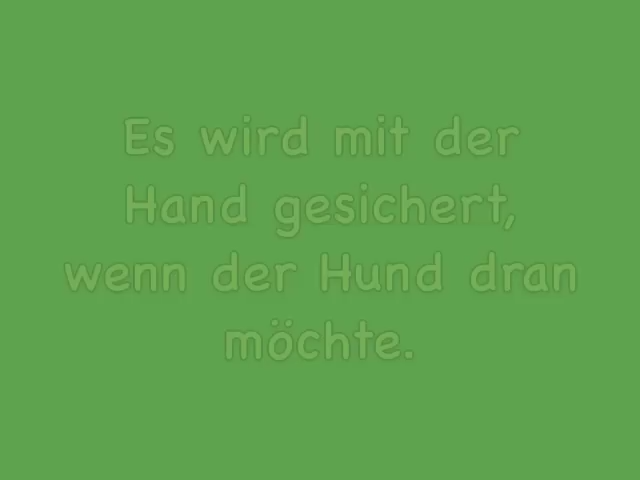 Es wird mit der
Hand gesichert,
wenn der Hund dran
möchte.